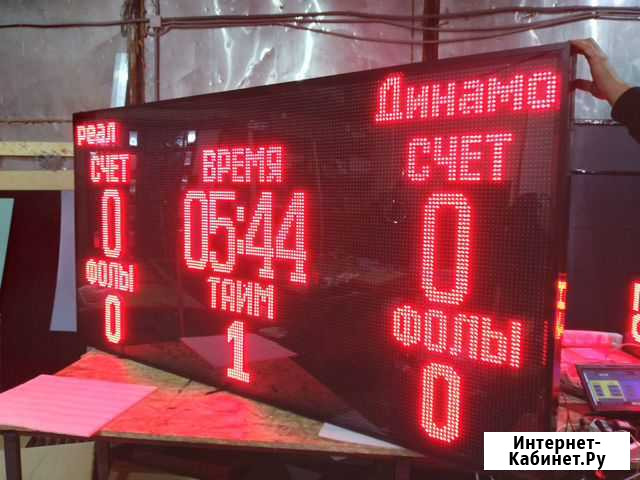 Реал
СЧЕТ
0
ФОЛЫ
0
ВРЕМЯ
05:44
ТАЙМ
1
Динамо
СЧЕТ
0
ФОЛЫ
0
Интернет-
Кабинет.Ру